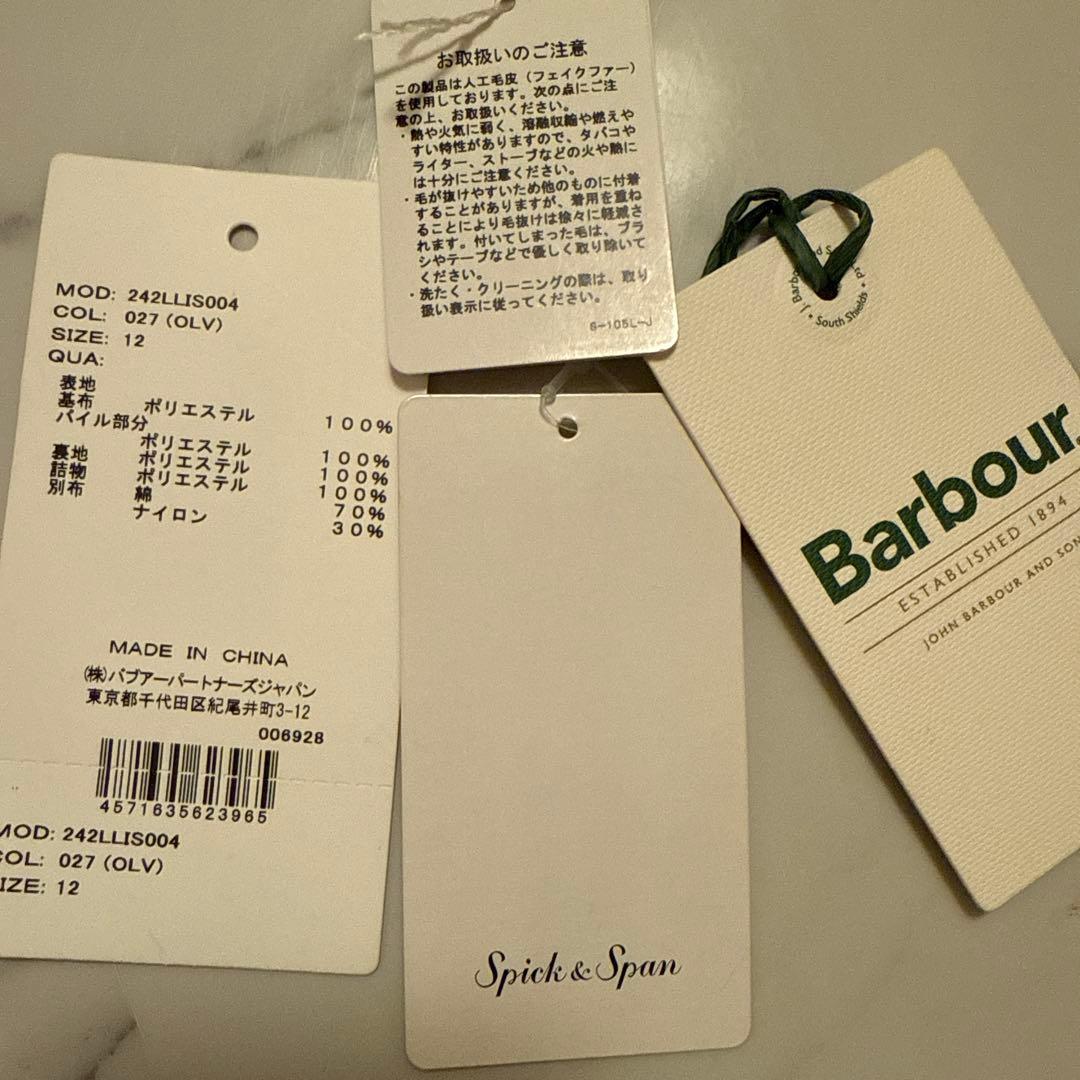 お取扱いのご注意
この製品は人工毛皮（フェイクファー）
を使用しております。次の点にご注
意の上、お取扱いください。
・熱や火気に弱く、溶融収縮や燃えや
すい特性がありますので、タバコや
ライター、ストーブなどの火や熱に
は十分にご注意ください。
・毛が抜けやすいため他のものに付着
することがありますが、着用を重ね
ることにより毛抜けは徐々に軽減さ
れます。付いてしまった毛は、ブラ
シやテープなどで優しく取り除いて
ください。
・洗たく・クリーニングの際は、取り
扱い表示に従ってください。
S-105L-J
MOD: 242LLIS004
COL: 027 (OLV)
SIZE: 12
QUA:
表地
基布 ポリエステル 100%
パイル部分
ポリエステル 100%
裏地 ポリエステル 100%
詰物 ポリエステル 100%
別布 綿 70%
ナイロン 30%
MADE IN CHINA
(株)バブアーパートナーズジャパン
東京都千代田区紀尾井町3-12
006928
4571635623965
MOD: 242LLIS004
COL: 027 (OLV)
SIZE: 12
Spick & Span
J Barbour
South Shields
Barbour
ESTABLISHED 1894
JOHN BARBOUR AND SON